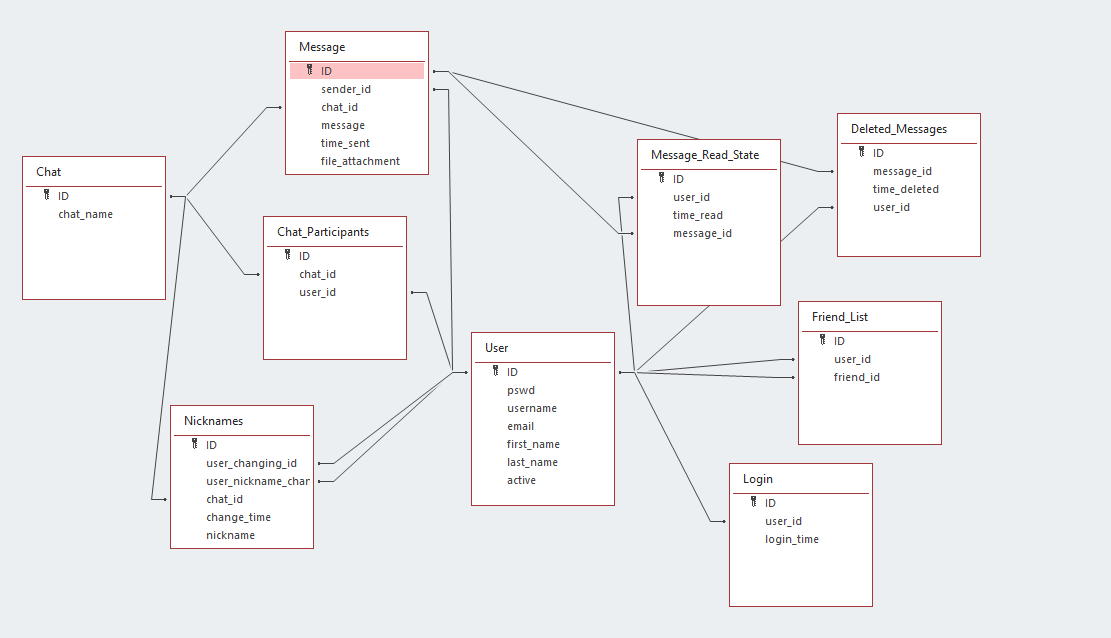 Message
ID
sender_id
chat_id
message
time_sent
file_attachment
Chat
ID
chat_name
Chat_Participants
ID
chat_id
user_id
Nicknames
ID
user_changing_id
user_nickname_char
chat_id
change_time
nickname
User
ID
pswd
username
email
first_name
last_name
active
Message_Read_State
ID
user_id
time_read
message_id
Deleted_Messages
ID
message_id
time_deleted
user_id
Friend_List
ID
user_id
friend_id
Login
ID
user_id
login_time